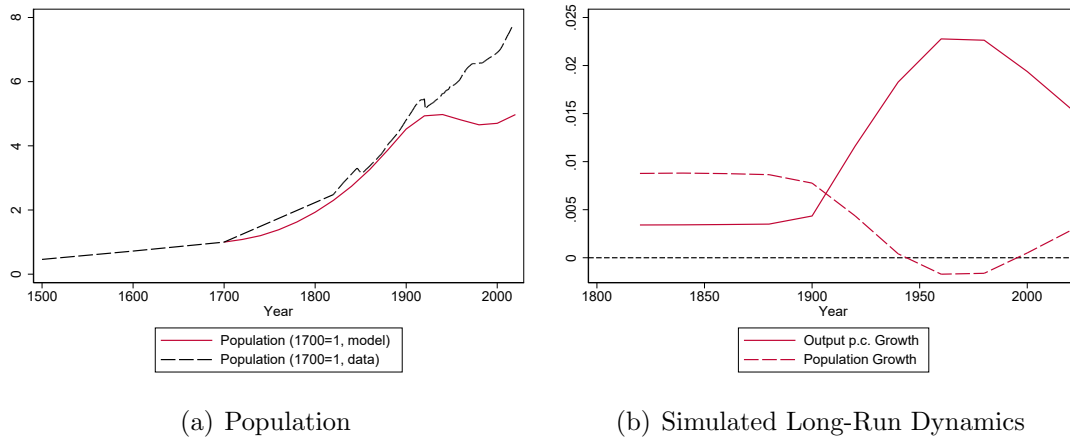 8
6
4
2
0
1500 1600 1700 1800 1900 2000
Year
Population (1700=1, model)
Population (1700=1, data)
(a) Population
.025
.02
.015
.01
.005
0
1800 1850 1900 1950 2000
Year
Output p.c. Growth
Population Growth
(b) Simulated Long-Run Dynamics